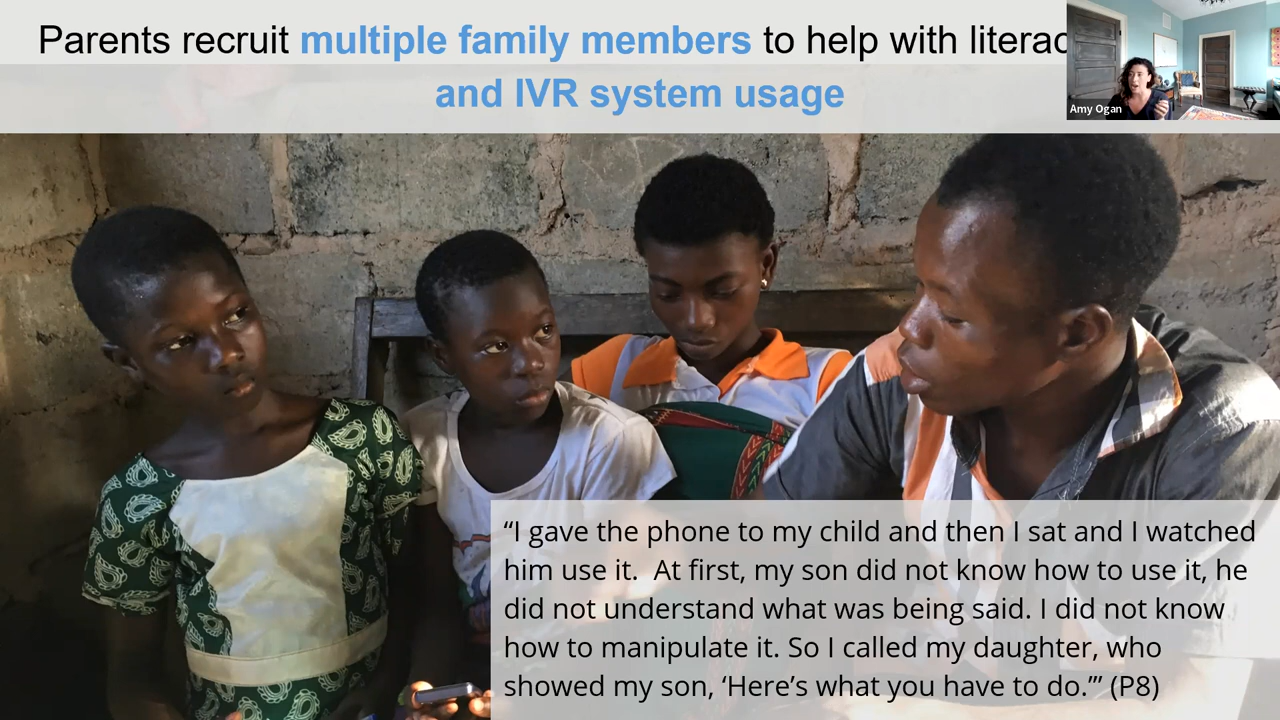 Parents recruit multiple family members to help with
and IVR system usage
Amy Ogan
“I gave the phone to my child and then I sat and I watched
him use it.  At first, my son did not know how to use it, he
did not understand what was being said. I did not know
how to manipulate it. So I called my daughter, who
showed my son, ‘Here’s what you have to do.’” (P8)